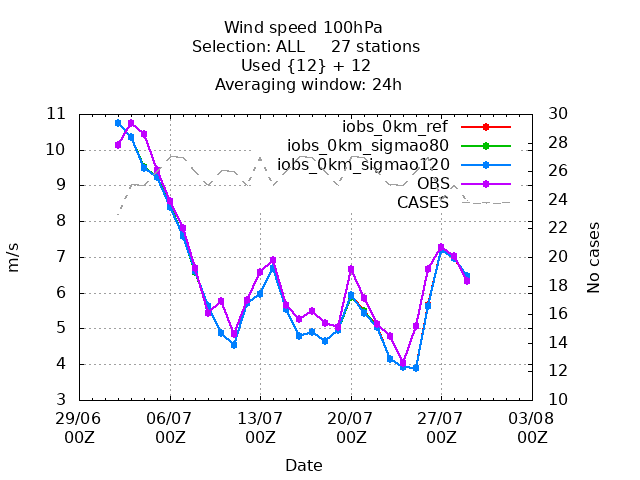 Wind speed 100hPa
Selection: ALL     27 stations
Used {12} + 12
Averaging window: 24h
11 30
iobs_0km_ref
28
10 iobs_0km_sigmao80
iobs_0km_sigmao120 26
9 OBS
CASES 24
8
22
7 20
6 18
16
5
14
4 12
3 10
m/s
No cases
29/06 06/07 13/07 20/07 27/07 03/08
00Z 00Z 00Z 00Z 00Z 00Z
Date